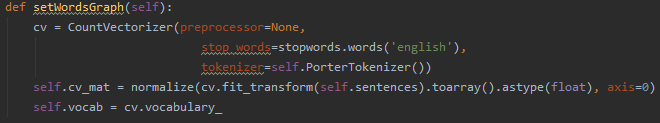 def setWordsGraph(self):
    cv = CountVectorizer(preprocessor=None,
                         stop_words=stopwords.words('english'),
                         tokenizer=self.PorterTokenizer())
    self.cv_mat = normalize(cv.fit_transform(self.sentences).toarray().astype(float), axis=0)
    self.vocab = cv.vocabulary_